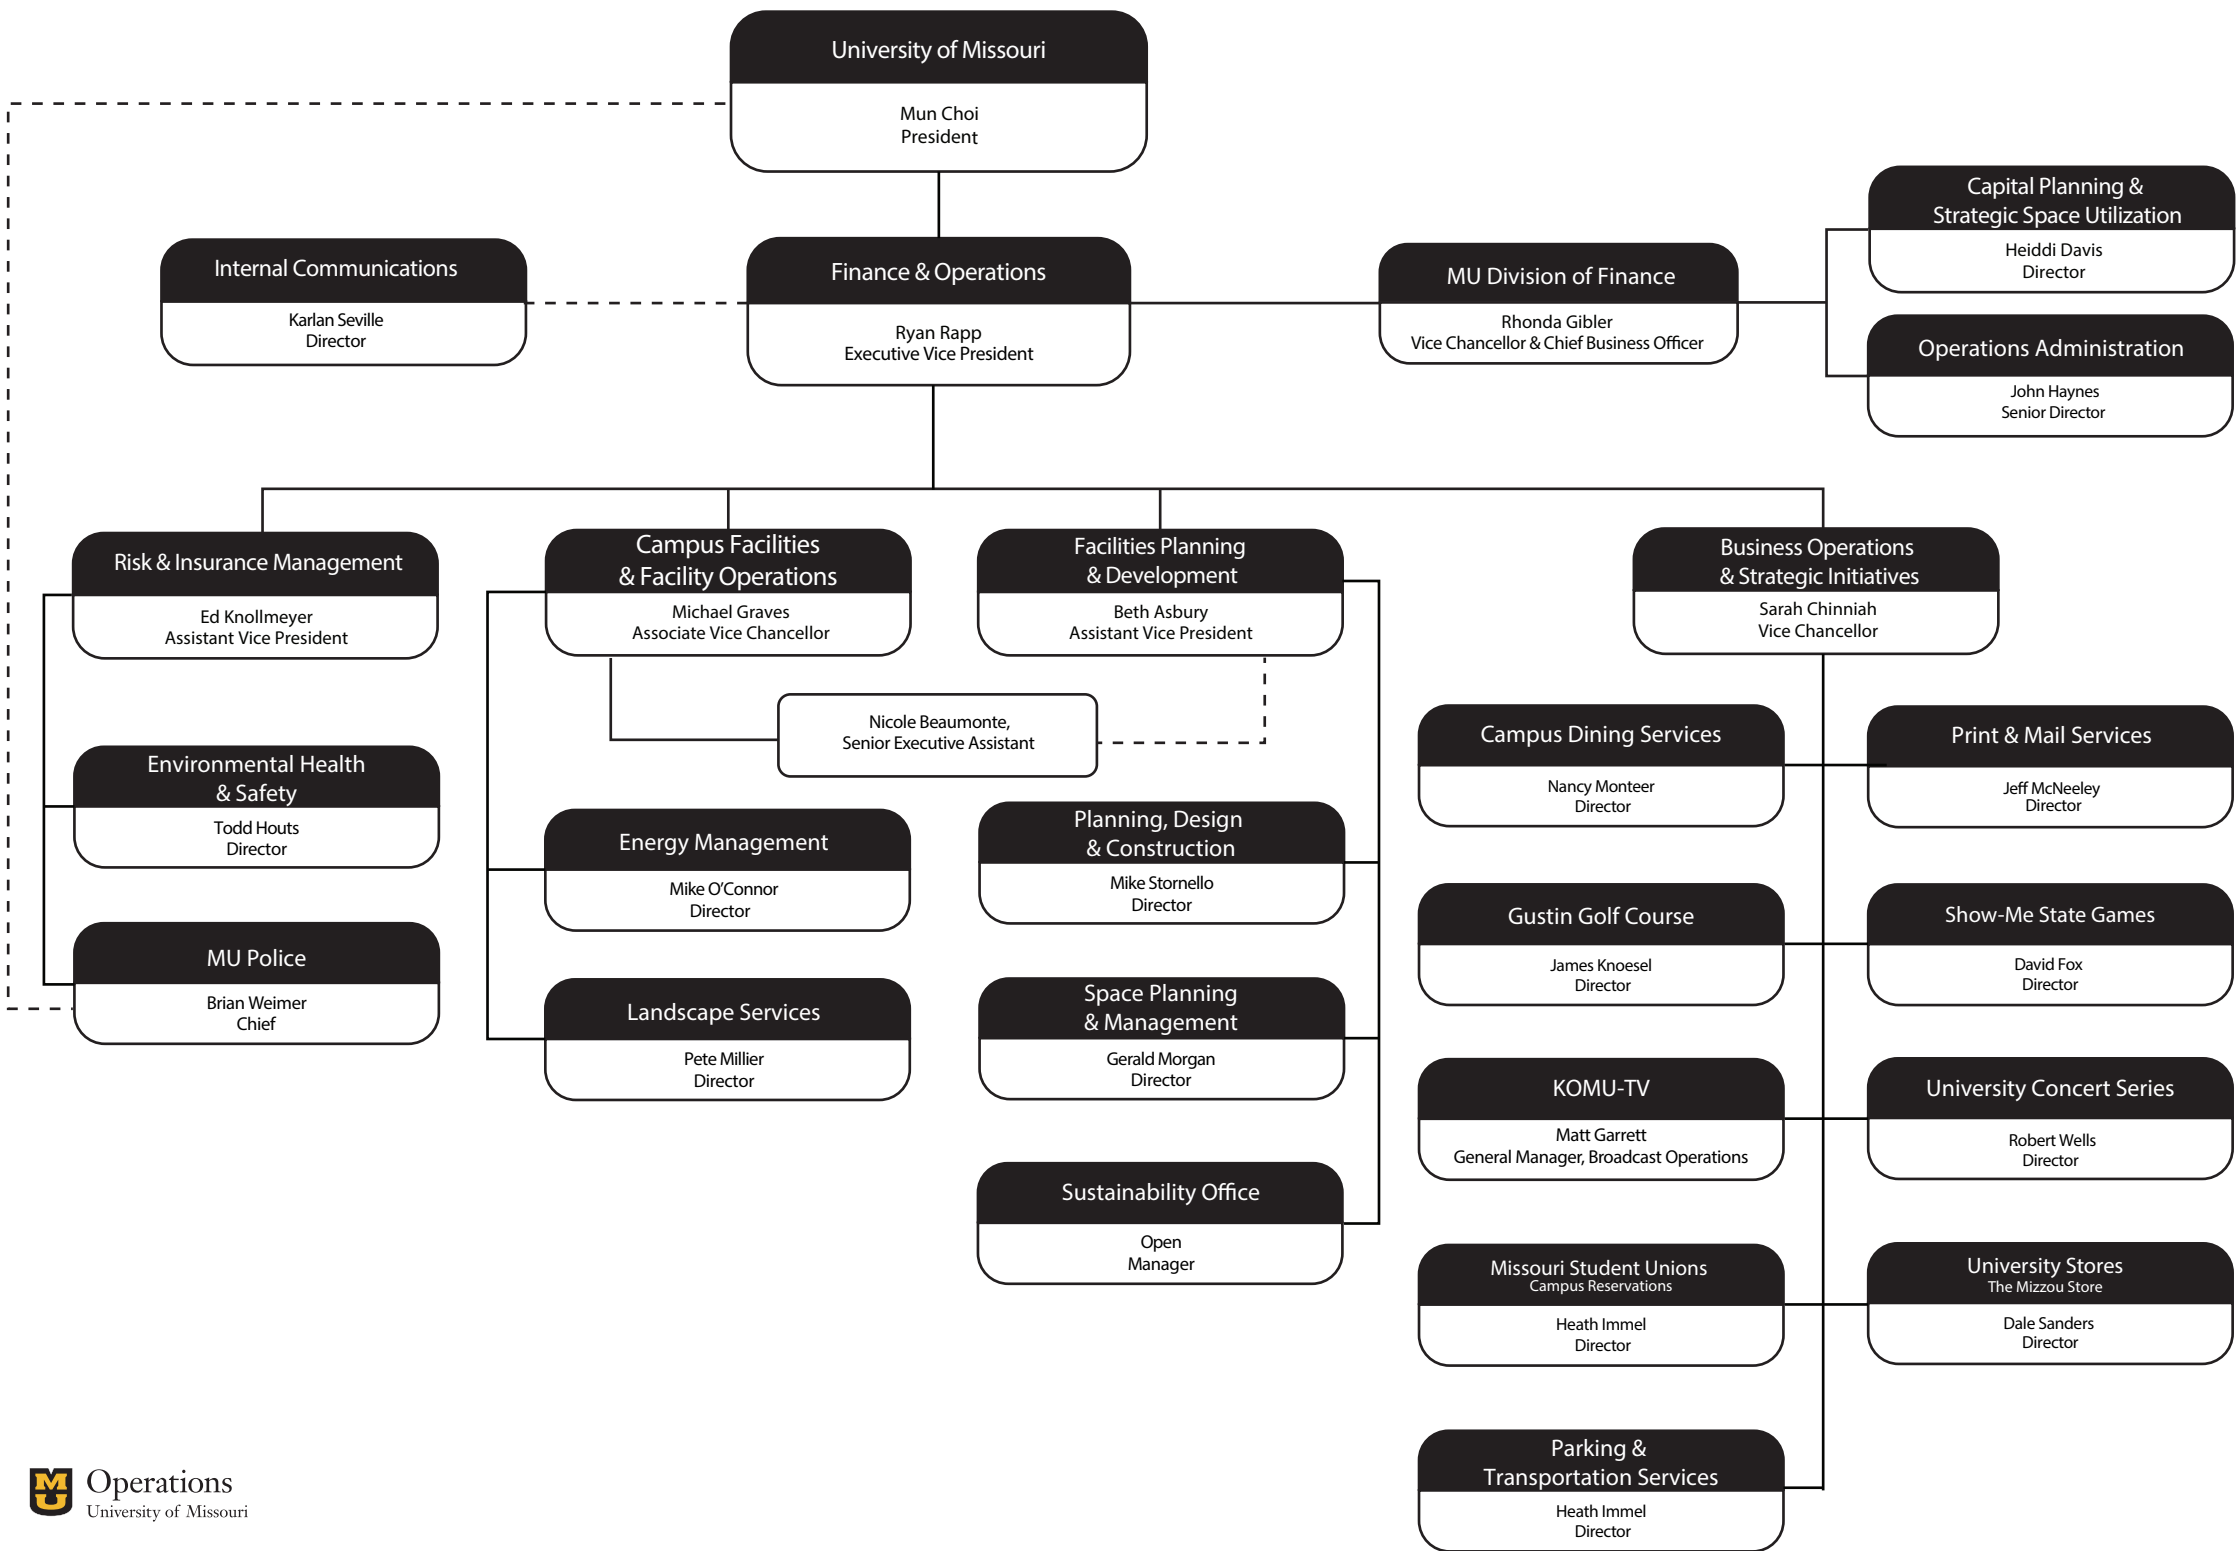 University of Missouri
Mun Choi
President
Capital Planning &
Strategic Space Utilization
Heiddi Davis
Director
Internal Communications
Karlan Seville
Director
Finance & Operations
Ryan Rapp
Executive Vice President
MU Division of Finance
Rhonda Gibler
Vice Chancellor & Chief Business Officer
Operations Administration
John Haynes
Senior Director
Risk & Insurance Management
Ed Knollmeyer
Assistant Vice President
Campus Facilities
& Facility Operations
Michael Graves
Associate Vice Chancellor
Facilities Planning
& Development
Beth Asbury
Assistant Vice President
Business Operations
& Strategic Initiatives
Sarah Chinniah
Vice Chancellor
Nicole Beaumonte,
Senior Executive Assistant
Environmental Health
& Safety
Todd Houts
Director
MU Police
Brian Weimer
Chief
Energy Management
Mike O’Connor
Director
Landscape Services
Pete Millier
Director
Planning, Design
& Construction
Mike Stornello
Director
Space Planning
& Management
Gerald Morgan
Director
Sustainability Office
Open
Manager
Campus Dining Services
Nancy Monteer
Director
Print & Mail Services
Jeff McNeeley
Director
Gustin Golf Course
James Knoesel
Director
Show-Me State Games
David Fox
Director
KOMU-TV
Matt Garrett
General Manager, Broadcast Operations
University Concert Series
Robert Wells
Director
Missouri Student Unions
Campus Reservations
Heath Immel
Director
University Stores
The Mizzou Store
Dale Sanders
Director
Parking &
Transportation Services
Heath Immel
Director
MU
Operations
University of Missouri